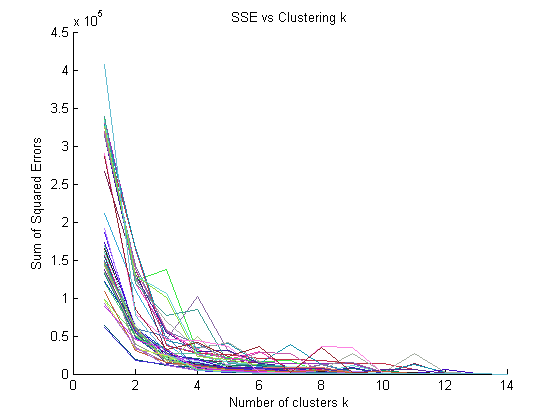 SSE vs Clustering k
x 10^5
4.5
4
3.5
3
2.5
2
1.5
1
0.5
0
Sum of Squared Errors
0 2 4 6 8 10 12 14
Number of clusters k